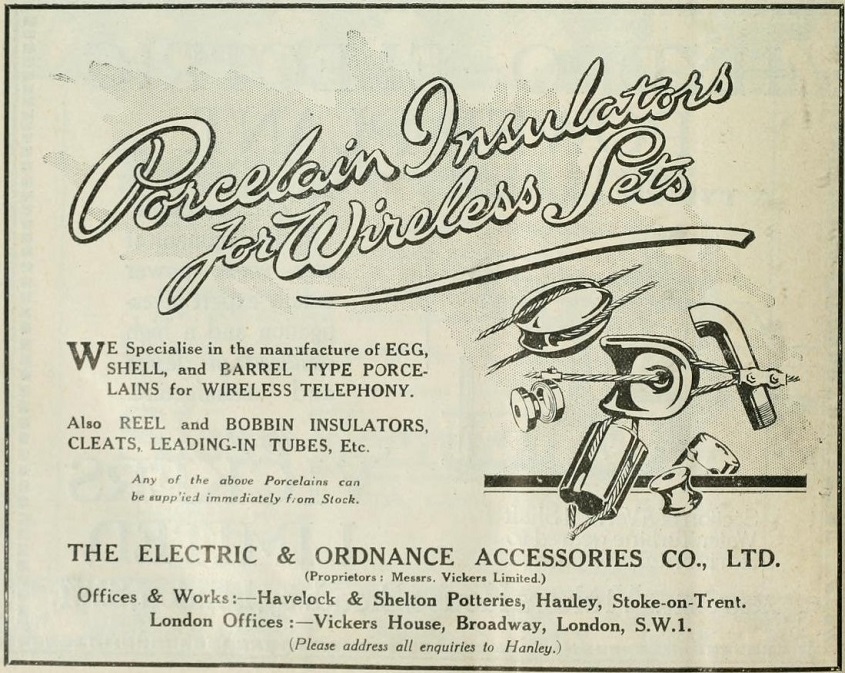 Porcelain Insulators
for Wireless Sets
WE Specialise in the manufacture of EGG,
SHELL, and BARREL TYPE PORCE-
LAINS for WIRELESS TELEPHONY.
Also REEL and BOBBIN INSULATORS,
CLEATS, LEADING-IN TUBES, Etc.
Any of the above Porcelains can
be supp'ied immediately f.om Stock.
THE ELECTRIC & ORDNANCE ACCESSORIES CO., LTD.
(Proprietors: Messrs. Vickers Limited.)
Offices & Works:—Havelock & Shelton Potteries, Hanley, Stoke-on-Trent.
London Offices:—Vickers House, Broadway, London, S.W.1.
(Please address all enquiries to Hanley.)